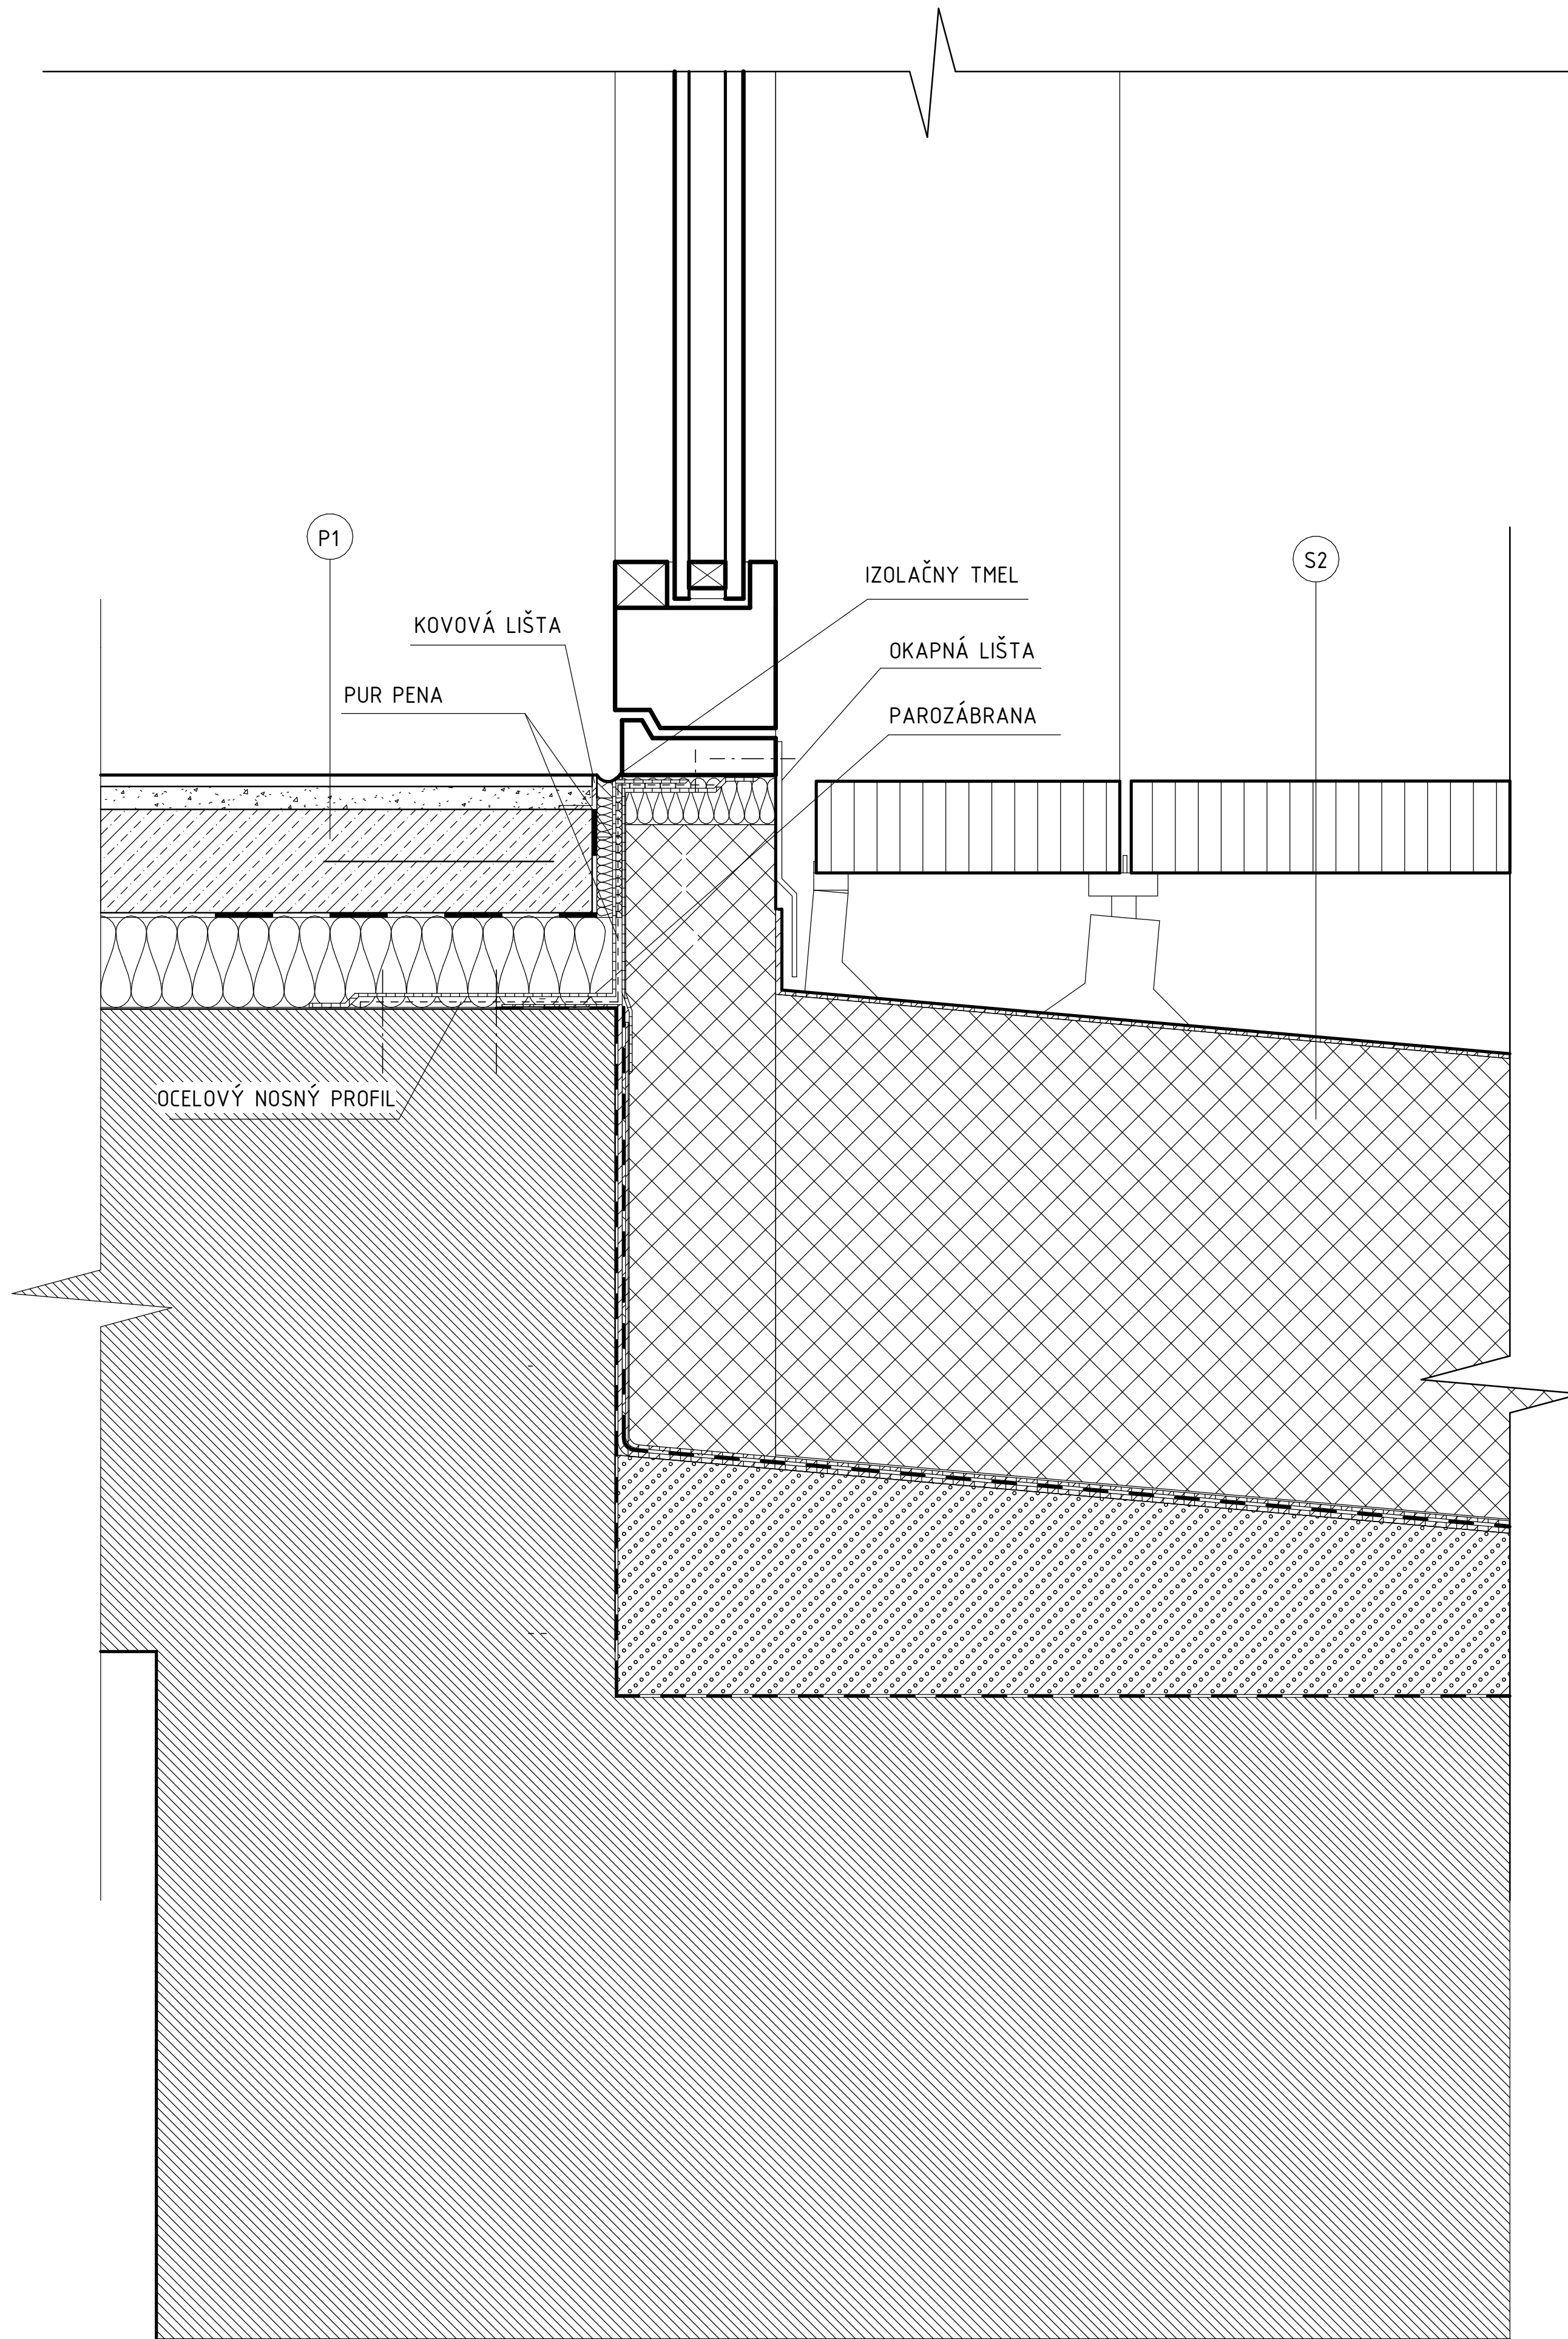 P1
S2
IZOLAČNY TMEL
KOVOVÁ LIŠTA
OKAPNÁ LIŠTA
PUR PENA
PAROZÁBRANA
OCELOVÝ NOSNÝ PROFIL